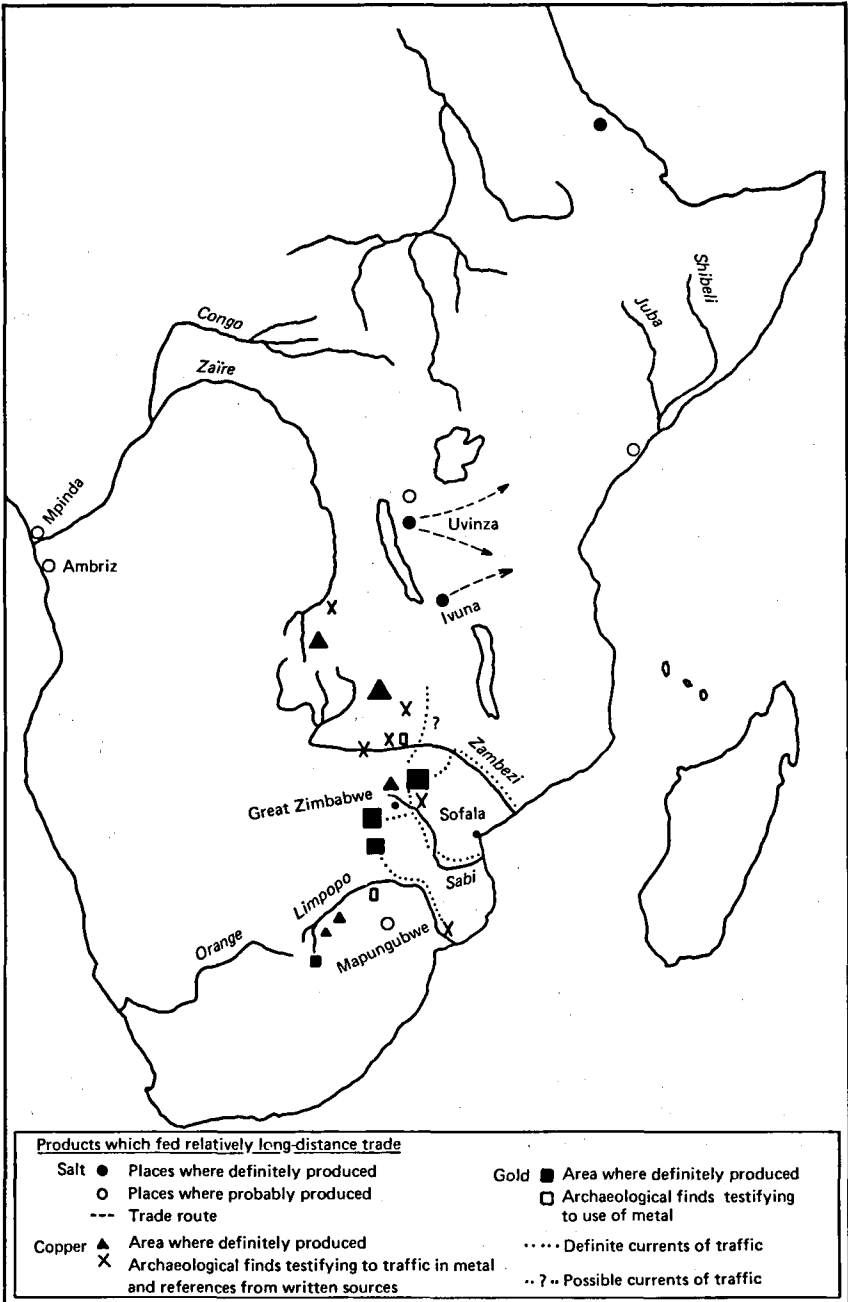 Shibeli
Juba
Congo
Zaïre
Mpinda
Uvinza
Ambriz
Ivuna
?
Zambezi
Great Zimbabwe
Sofala
Sabi
Limpopo
Orange
Mapungubwe
Products which fed relatively long-distance trade
Salt ● Places where definitely produced
○ Places where probably produced
--- Trade route
Copper ▲ Area where definitely produced
X Archaeological finds testifying to traffic in metal
and references from written sources
Gold ■ Area where definitely produced
□ Archaeological finds testifying
to use of metal
····· Definite currents of traffic
·· ? ·· Possible currents of traffic